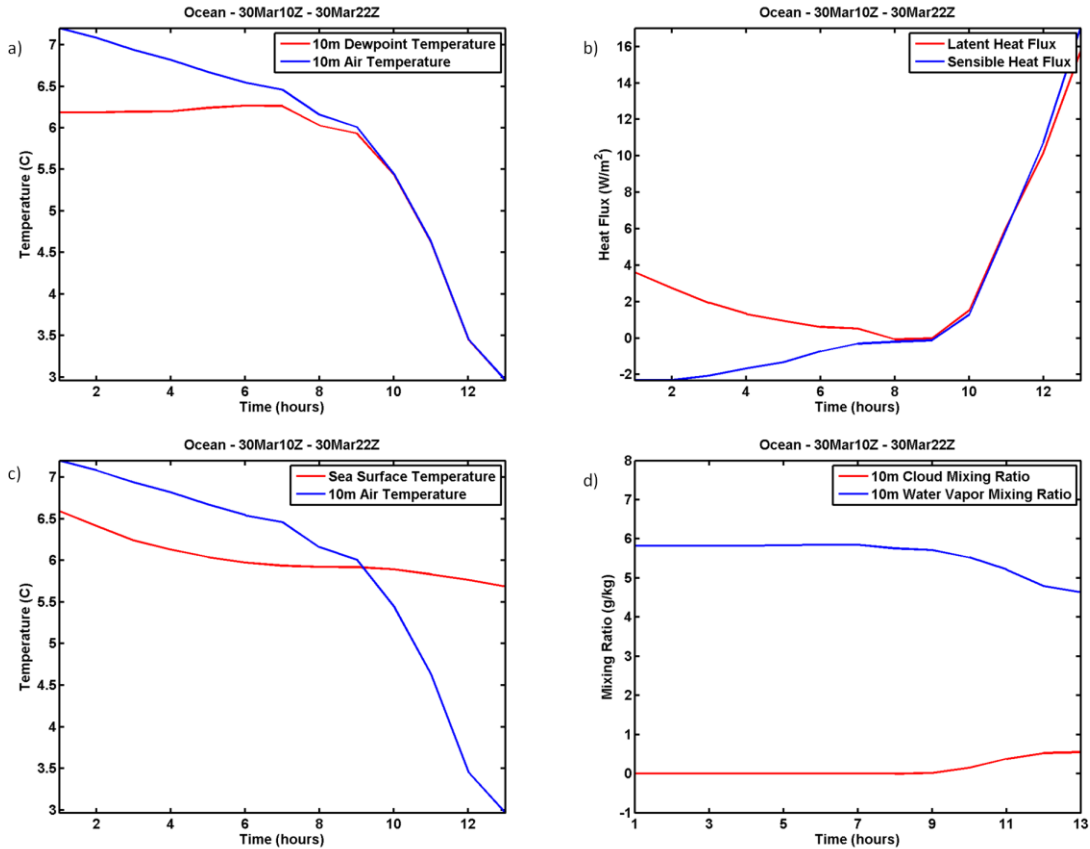 a)
Ocean - 30Mar10Z - 30Mar22Z
10m Dewpoint Temperature
10m Air Temperature
Temperature (C)
7
6.5
6
5.5
5
4.5
4
3.5
3
2 4 6 8 10 12
Time (hours)
b)
Ocean - 30Mar10Z - 30Mar22Z
Latent Heat Flux
Sensible Heat Flux
Heat Flux (W/m²)
16
14
12
10
8
6
4
2
0
-2
2 4 6 8 10 12
Time (hours)
c)
Ocean - 30Mar10Z - 30Mar22Z
Sea Surface Temperature
10m Air Temperature
Temperature (C)
7
6.5
6
5.5
5
4.5
4
3.5
3
2 4 6 8 10 12
Time (hours)
d)
Ocean - 30Mar10Z - 30Mar22Z
10m Cloud Mixing Ratio
10m Water Vapor Mixing Ratio
Mixing Ratio (g/kg)
8
7
6
5
4
3
2
1
0
-1
1 3 5 7 9 11 13
Time (hours)